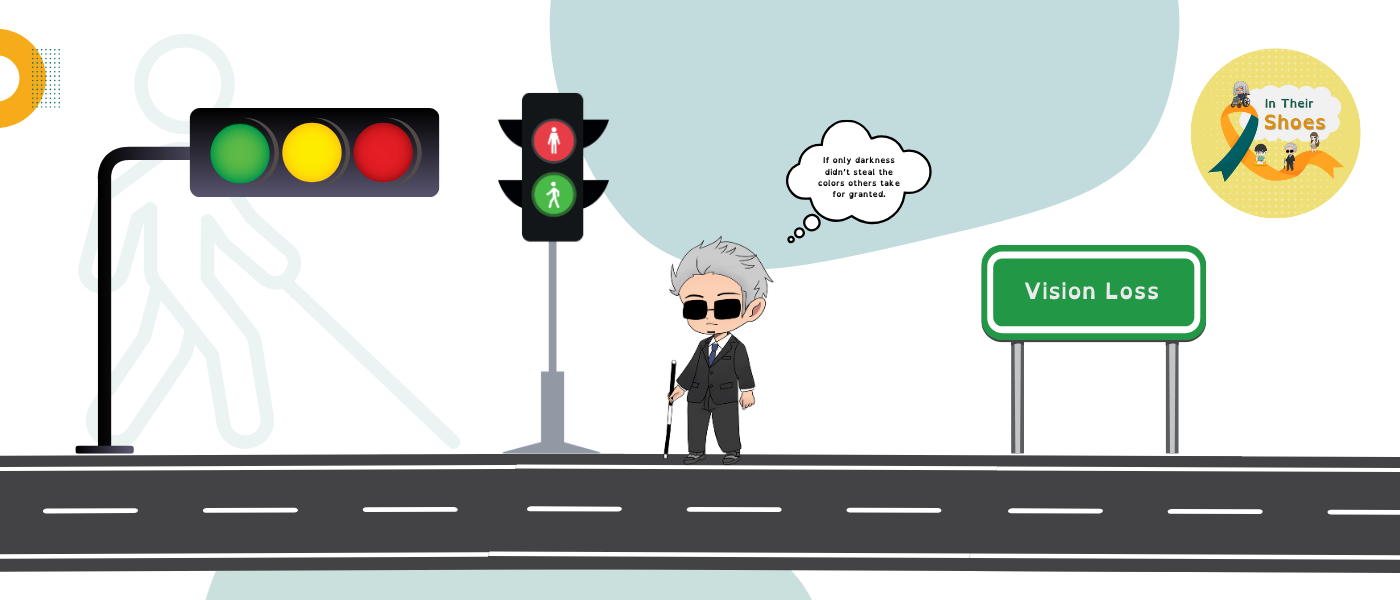 In Their
Shoes
If only darkness
didn't steal the
colors others take
for granted.
Vision Loss